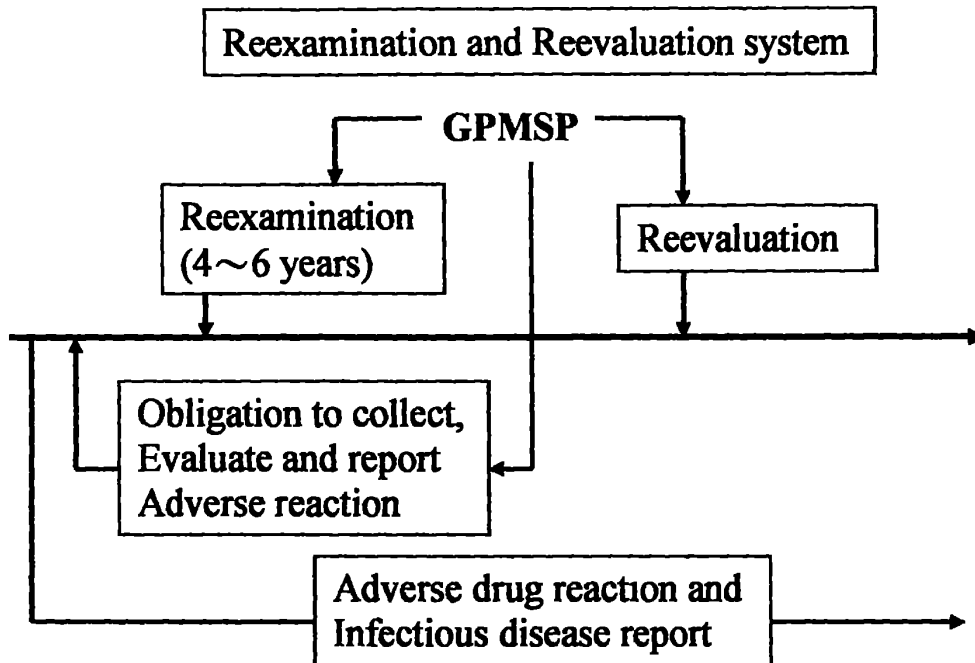 Reexamination and Reevaluation system
GPMSP
Reexamination
(4～6 years)
Reevaluation
Obligation to collect,
Evaluate and report
Adverse reaction
Adverse drug reaction and
Infectious disease report